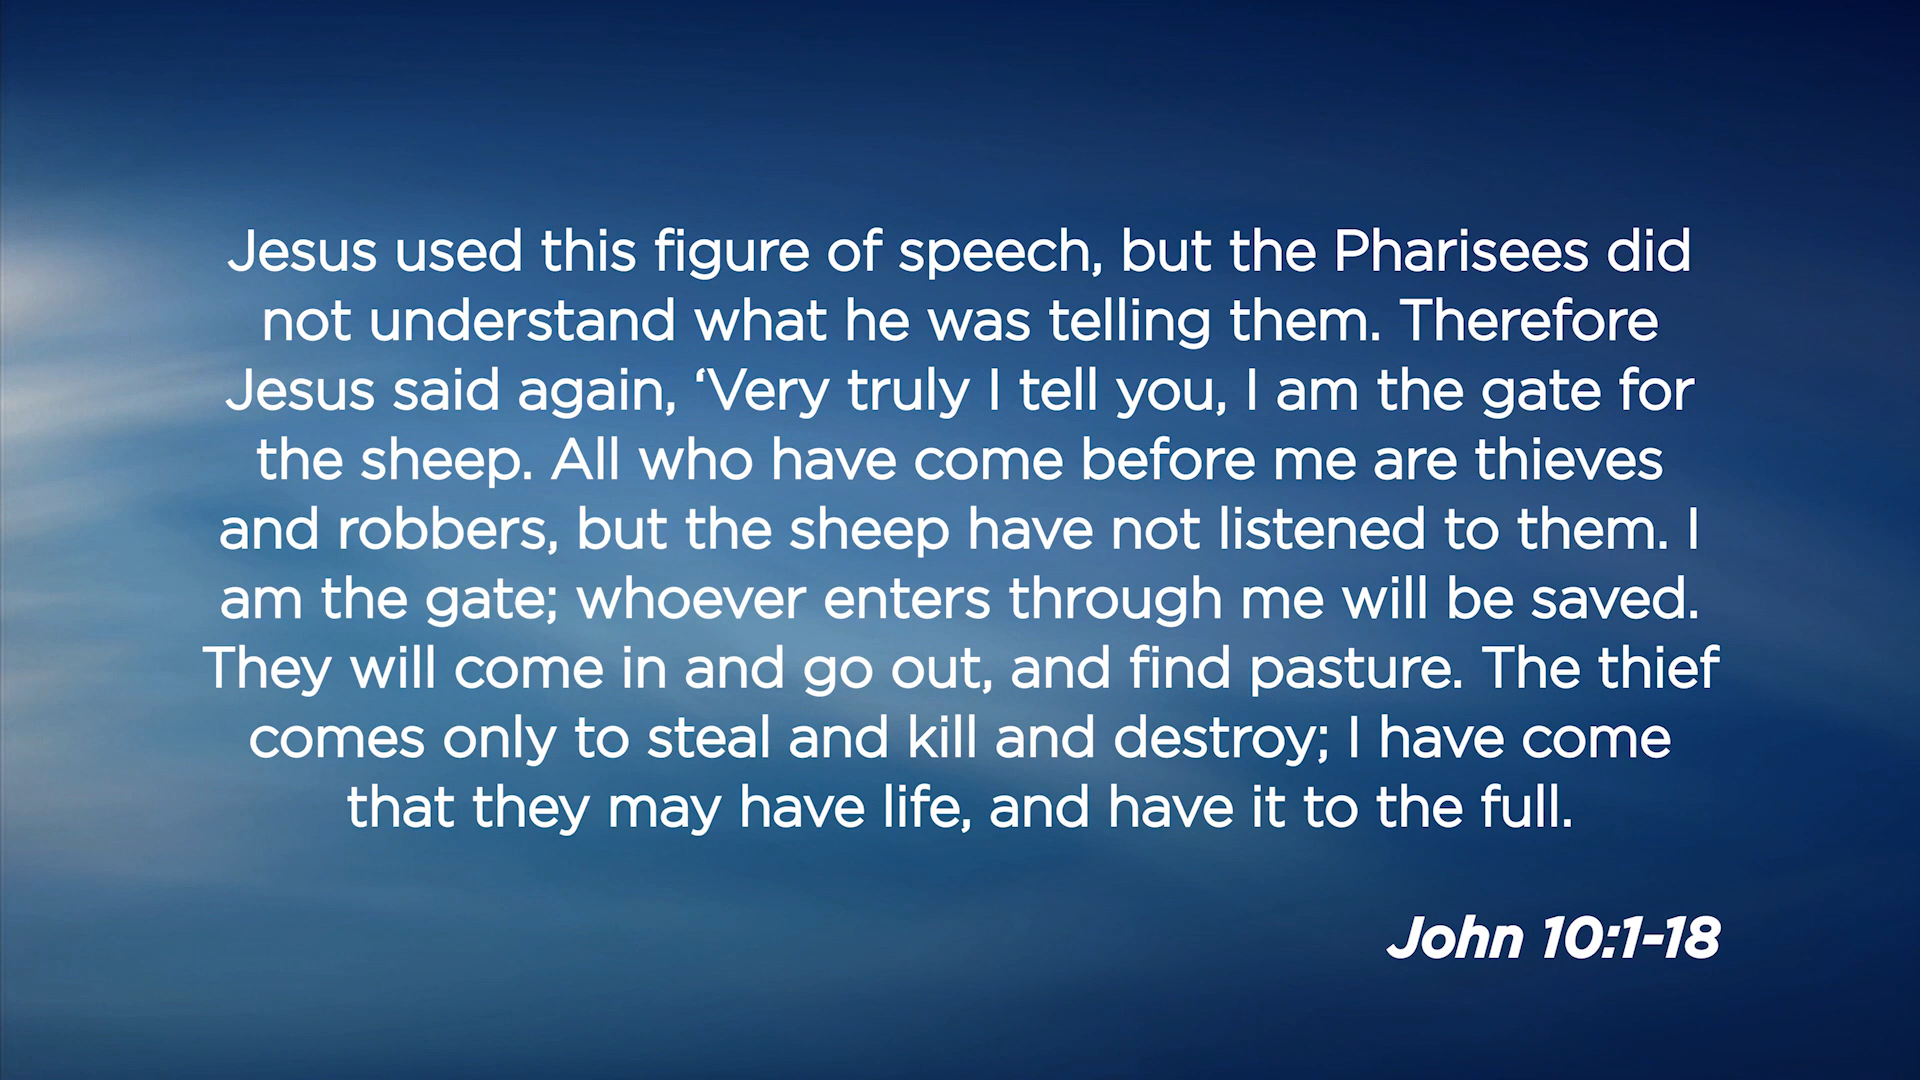 Jesus used this figure of speech, but the Pharisees did
not understand what he was telling them. Therefore
Jesus said again, ‘Very truly I tell you, I am the gate for
the sheep. All who have come before me are thieves
and robbers, but the sheep have not listened to them. I
am the gate; whoever enters through me will be saved.
They will come in and go out, and find pasture. The thief
comes only to steal and kill and destroy; I have come
that they may have life, and have it to the full.
John 10:1-18